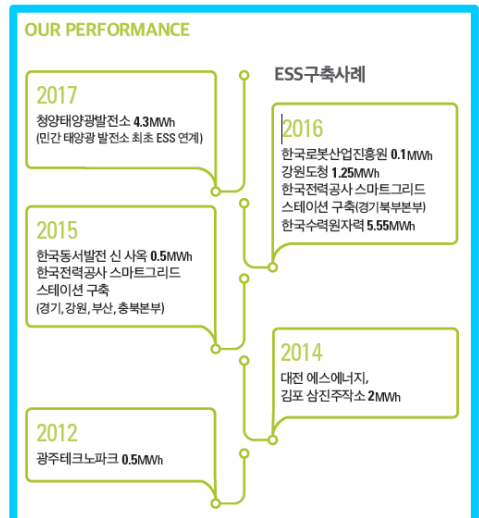 OUR PERFORMANCE
ESS구축사례
2017
청양태양광발전소 4.3MWh
(민간 태양광 발전소 최초 ESS 연계)
2016
한국로봇산업진흥원 0.1MWh
강원도청 1.25MWh
한국전력공사 스마트그리드
스테이션 구축(경기북부본부)
한국수력원자력 5.55MWh
2015
한국동서발전 신 사옥 0.5MWh
한국전력공사 스마트그리드
스테이션 구축
(경기, 강원, 부산, 충북본부)
2014
대전 에스에너지,
김포 삼진주작소 2MWh
2012
광주테크노파크 0.5MWh